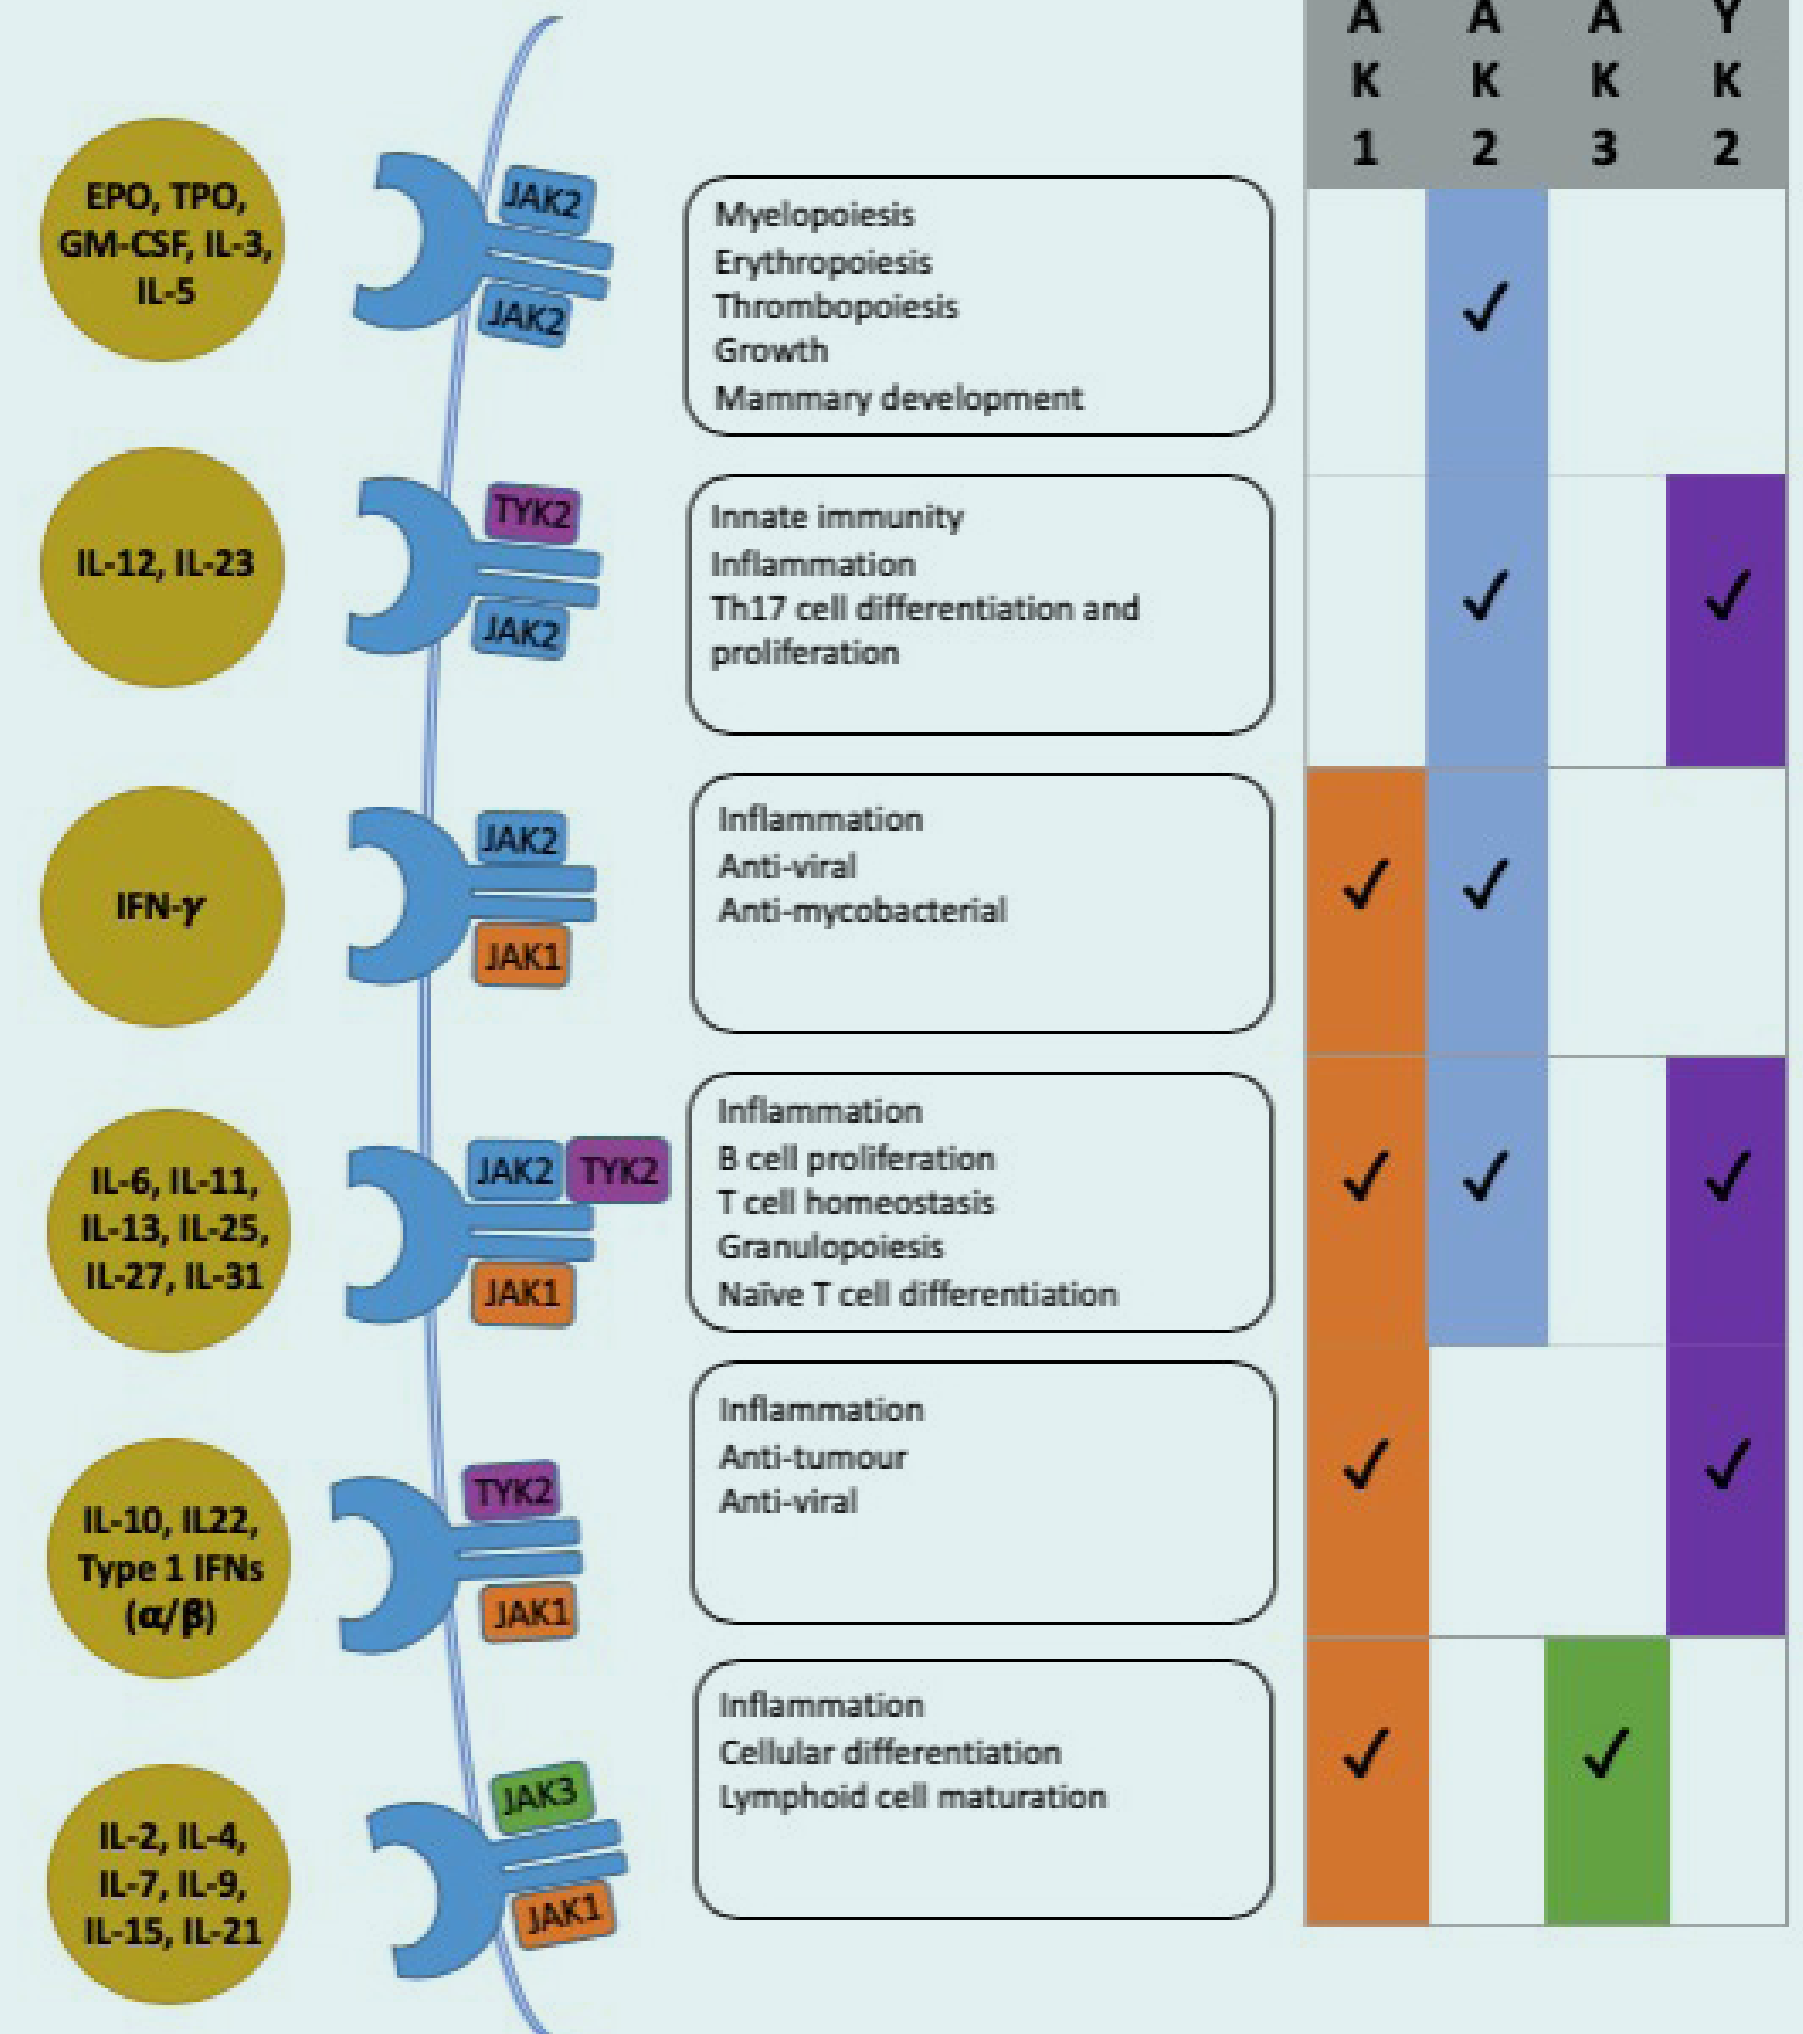 A A A Y
K K K K
1 2 3 2
EPO, TPO,
GM-CSF, IL-3,
IL-5
JAK2
JAK2
Myelopoiesis
Erythropoiesis
Thrombopoiesis
Growth
Mammary development
✓
IL-12, IL-23
TYK2
JAK2
Innate immunity
Inflammation
Th17 cell differentiation and
proliferation
✓ ✓
IFN-γ
JAK2
JAK1
Inflammation
Anti-viral
Anti-mycobacterial
✓ ✓
IL-6, IL-11,
IL-13, IL-25,
IL-27, IL-31
JAK2 TYK2
JAK1
Inflammation
B cell proliferation
T cell homeostasis
Granulopoiesis
Naïve T cell differentiation
✓ ✓ ✓
IL-10, IL22,
Type 1 IFNs
(α/β)
TYK2
JAK1
Inflammation
Anti-tumour
Anti-viral
✓ ✓
IL-2, IL-4,
IL-7, IL-9,
IL-15, IL-21
JAK3
JAK1
Inflammation
Cellular differentiation
Lymphoid cell maturation
✓ ✓